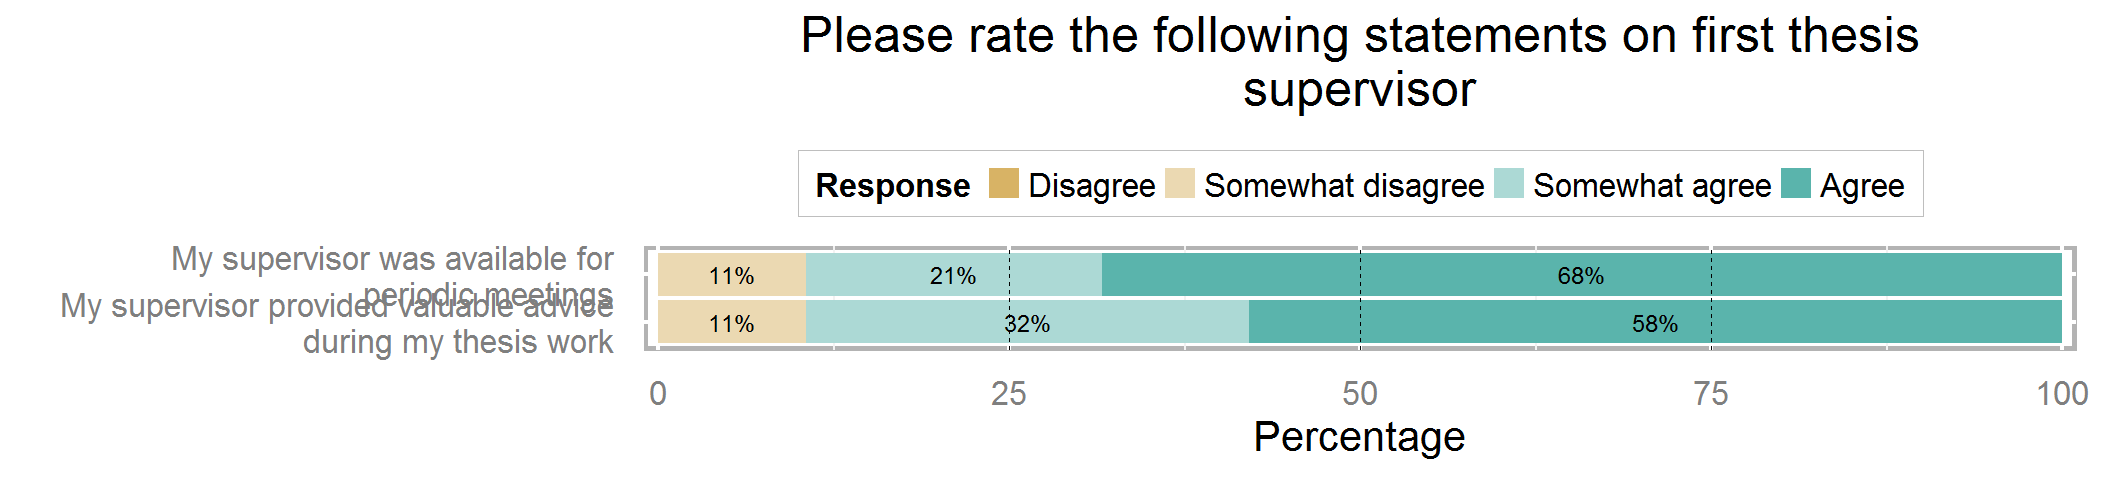 Please rate the following statements on first thesis
supervisor
Response Disagree Somewhat disagree Somewhat agree Agree
My supervisor was available for
periodic meetings
11% 21% 68%
My supervisor provided valuable advice
during my thesis work
11% 32% 58%
0 25 50 75 100
Percentage